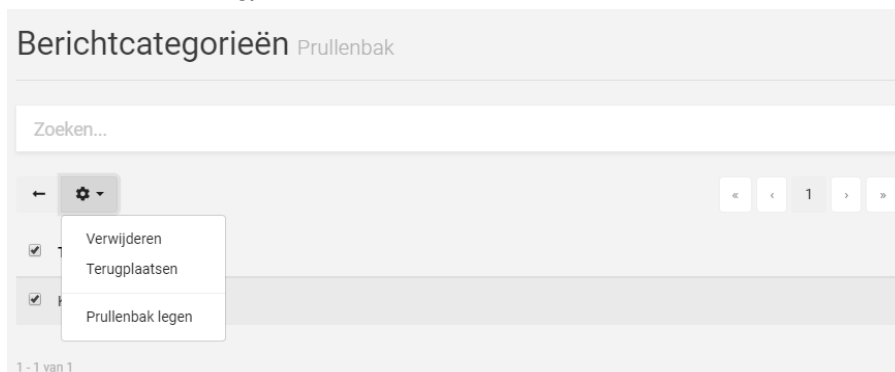 Berichtcategorieën Prullenbak
Zoeken...
« ‹ 1 › »
Verwijderen
Terugplaatsen
Prullenbak legen
1 - 1 van 1